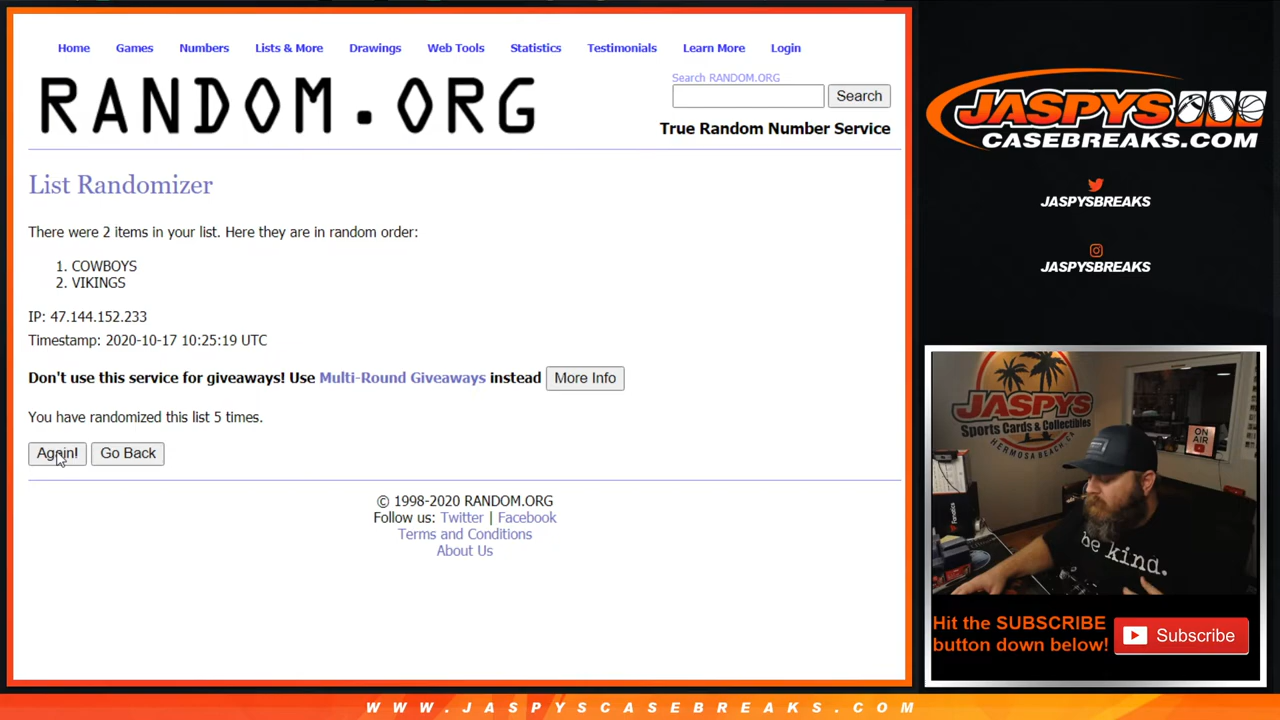 Home Games Numbers Lists & More Drawings Web Tools Statistics Testimonials Learn More Login
RANDOM.ORG
Search RANDOM.ORG
Search
True Random Number Service
List Randomizer
There were 2 items in your list. Here they are in random order:
1. COWBOYS
2. VIKINGS
IP: 47.144.152.233
Timestamp: 2020-10-17 10:25:19 UTC
Don't use this service for giveaways! Use Multi-Round Giveaways instead More Info
You have randomized this list 5 times.
Again! Go Back
© 1998-2020 RANDOM.ORG
Follow us: Twitter | Facebook
Terms and Conditions
About Us
JASPYS
CASEBREAKS.COM
JASPYSBREAKS
JASPYSBREAKS
JASPYS
Sports Cards & Collectibles
HERMOSA BEACH, CA
ON
AIR
Fanatics
be kind.
Hit the SUBSCRIBE
button down below!
Subscribe
WWW.JASPYSCASEBREAKS.COM